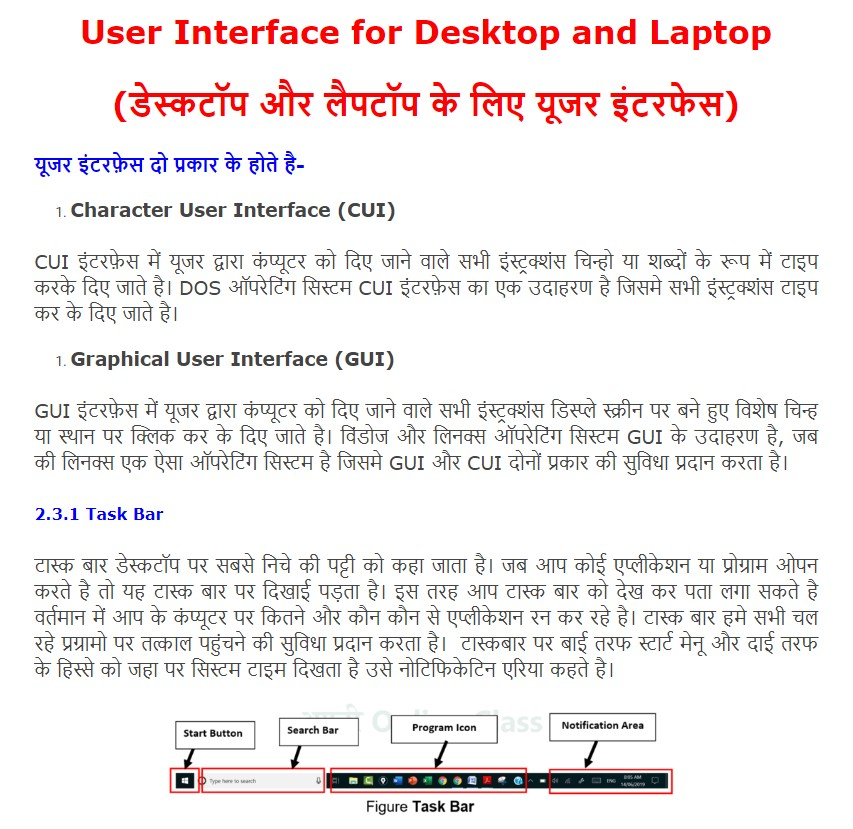 User Interface for Desktop and Laptop
(डेस्कटॉप और लैपटॉप के लिए यूजर इंटरफेस)
यूजर इंटरफ़ेस दो प्रकार के होते है-
1. Character User Interface (CUI)
CUI इंटरफ़ेस में यूजर द्वारा कंप्यूटर को दिए जाने वाले सभी इंस्ट्रक्शंस चिन्हो या शब्दों के रूप में टाइप
करके दिए जाते है। DOS ऑपरेटिंग सिस्टम CUI इंटरफ़ेस का एक उदाहरण है जिसमे सभी इंस्ट्रक्शंस टाइप
कर के दिए जाते है।
1. Graphical User Interface (GUI)
GUI इंटरफ़ेस में यूजर द्वारा कंप्यूटर को दिए जाने वाले सभी इंस्ट्रक्शंस डिस्प्ले स्क्रीन पर बने हुए विशेष चिन्ह
या स्थान पर क्लिक कर के दिए जाते है। विंडोज और लिनक्स ऑपरेटिंग सिस्टम GUI के उदाहरण है, जब
की लिनक्स एक ऐसा ऑपरेटिंग सिस्टम है जिसमे GUI और CUI दोनों प्रकार की सुविधा प्रदान करता है।
2.3.1 Task Bar
टास्क बार डेस्कटॉप पर सबसे निचे की पट्टी को कहा जाता है। जब आप कोई एप्लीकेशन या प्रोग्राम ओपन
करते है तो यह टास्क बार पर दिखाई पड़ता है। इस तरह आप टास्क बार को देख कर पता लगा सकते है
वर्तमान में आप के कंप्यूटर पर कितने और कौन कौन से एप्लीकेशन रन कर रहे है। टास्क बार हमे सभी चल
रहे प्रग्रामो पर तत्काल पहुंचने की सुविधा प्रदान करता है। टास्कबार पर बाई तरफ स्टार्ट मेनू और दाई तरफ
के हिस्से को जहा पर सिस्टम टाइम दिखता है उसे नोटिफिकेटिन एरिया कहते है।
Start Button
Search Bar
Program Icon
Notification Area
Type here to search
ENG
8:05 AM
Figure Task Bar